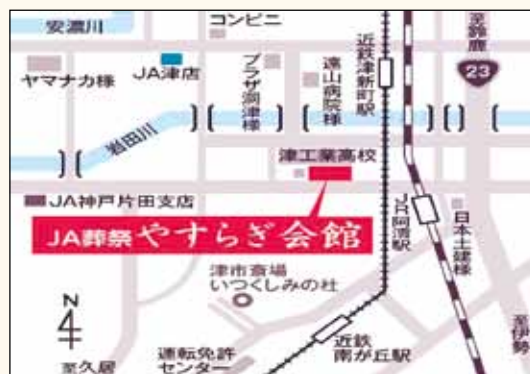 安濃川
コンビニ
至鈴鹿
23
ヤマナカ様
JA津店
プラザ洞津様
遠山病院様
近鉄津新町駅
岩田川
津工業高校
JA神戸片田支店
JA葬祭 やすらぎ会館
JR阿漕駅
日本土建様
津市斎場
いつくしみの杜
N
4
至久居
運転免許
センター
近鉄
南が丘駅
至伊勢